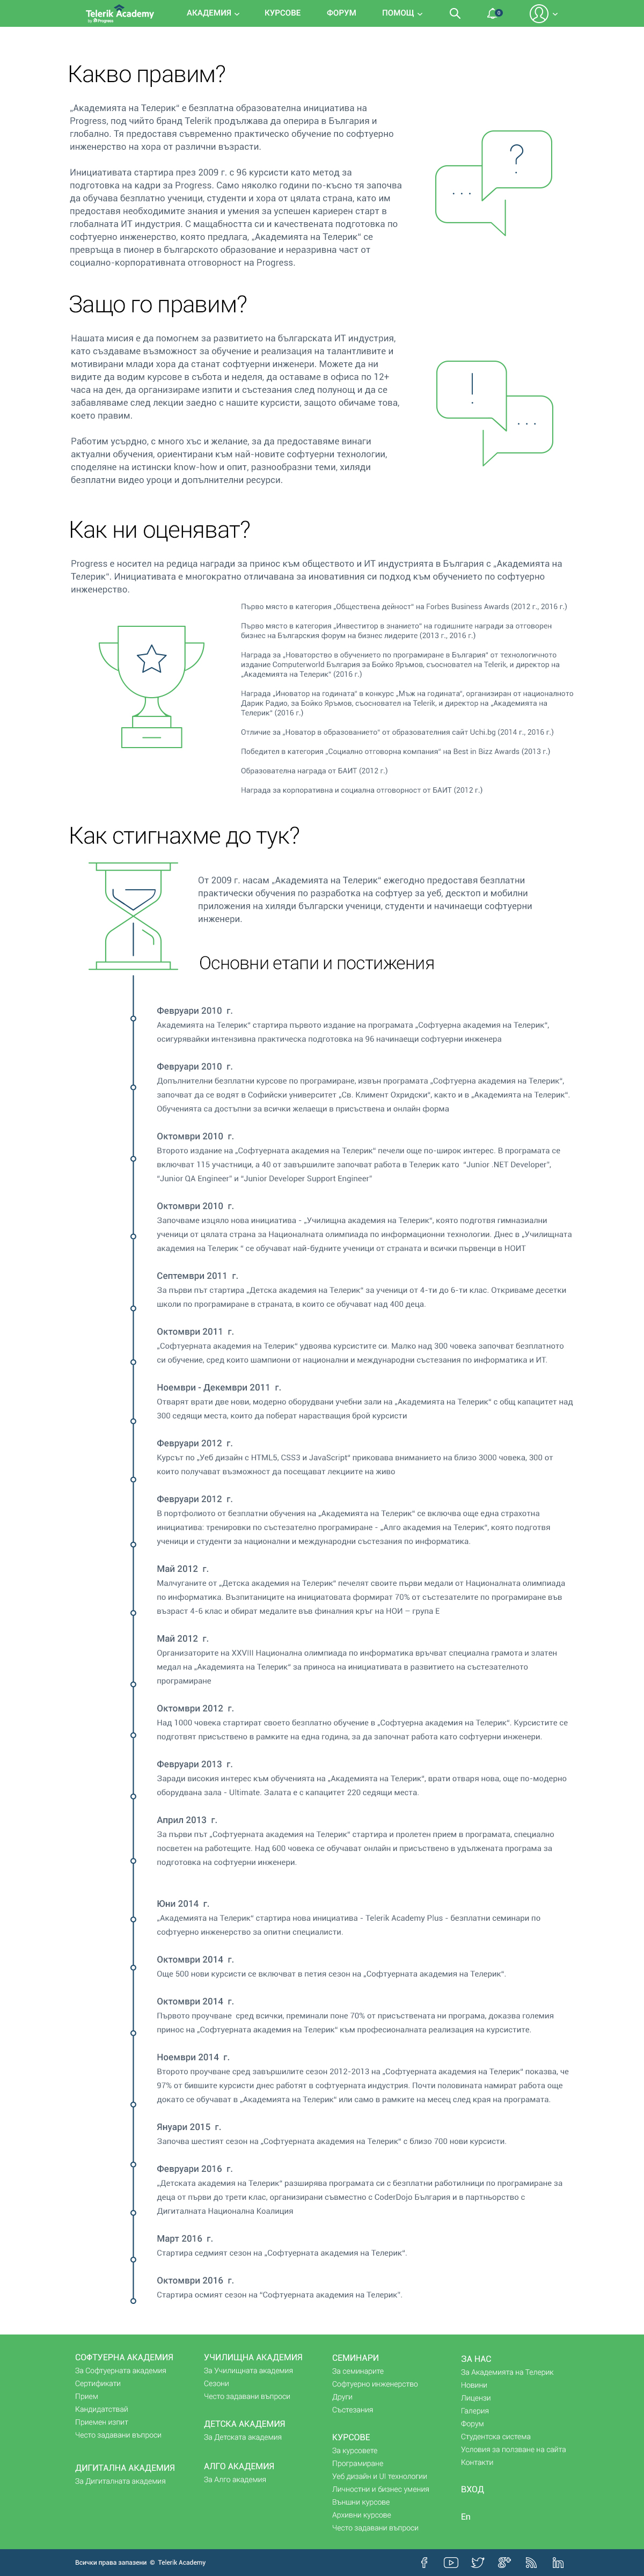 Telerik Academy
by Progress
АКАДЕМИЯ
КУРСОВЕ
ФОРУМ
ПОМОЩ
0
Какво правим?
„Академията на Телерик“ е безплатна образователна инициатива на
Progress, под чийто бранд Telerik продължава да оперира в България и
глобално. Тя предоставя съвременно практическо обучение по софтуерно
инженерство на хора от различни възрасти.
Инициативата стартира през 2009 г. с 96 курсисти като метод за
подготовка на кадри за Progress. Само няколко години по-късно тя започва
да обучава безплатно ученици, студенти и хора от цялата страна, като им
предоставя необходимите знания и умения за успешен кариерен старт в
глобалната ИТ индустрия. С мащабността си и качествената подготовка по
софтуерно инженерство, която предлага, „Академията на Телерик“ се
превръща в пионер в българското образование и неразривна част от
социално-корпоративната отговорност на Progress.
Защо го правим?
Нашата мисия е да помогнем за развитието на българската ИТ индустрия,
като създаваме възможност за обучение и реализация на талантливите и
мотивирани млади хора да станат софтуерни инженери. Можете да ни
видите да водим курсове в събота и неделя, да оставаме в офиса по 12+
часа на ден, да организираме изпити и състезания след полунощ и да се
забавляваме след лекции заедно с нашите курсисти, защото обичаме това,
което правим.
Работим усърдно, с много хъс и желание, за да предоставяме винаги
актуални обучения, ориентирани към най-новите софтуерни технологии,
споделяне на истински know-how и опит, разнообразни теми, хиляди
безплатни видео уроци и допълнителни ресурси.
Как ни оценяват?
Progress е носител на редица награди за принос към обществото и ИТ индустрията в България с „Академията на
Телерик“. Инициативата е многократно отличавана за иновативния си подход към обучението по софтуерно
инженерство.
Първо място в категория „Обществена дейност“ на Forbes Business Awards (2012 г., 2016 г.)
Първо място в категория „Инвеститор в знанието“ на годишните награди за отговорен
бизнес на Българския форум на бизнес лидерите (2013 г., 2016 г.)
Награда за „Новаторство в обучението по програмиране в България“ от технологичното
издание Computerworld България за Бойко Яръмов, съосновател на Telerik, и директор на
„Академията на Телерик“ (2016 г.)
Награда „Иноватор на годината“ в конкурс „Мъж на годината“, организиран от националното
Дарик Радио, за Бойко Яръмов, съосновател на Telerik, и директор на „Академията на
Телерик“ (2016 г.)
Отличие за „Новатор в образованието“ от образователния сайт Uchi.bg (2014 г., 2016 г.)
Победител в категория „Социално отговорна компания“ на Best in Bizz Awards (2013 г.)
Образователна награда от БАИТ (2012 г.)
Награда за корпоративна и социална отговорност от БАИТ (2012 г.)
Как стигнахме до тук?
От 2009 г. насам „Академията на Телерик“ ежегодно предоставя безплатни
практически обучения по разработка на софтуер за уеб, десктоп и мобилни
приложения на хиляди български ученици, студенти и начинаещи софтуерни
инженери.
Основни етапи и постижения
Февруари 2010 г.
Академията на Телерик“ стартира първото издание на програмата „Софтуерна академия на Телерик“,
осигурявайки интензивна практическа подготовка на 96 начинаещи софтуерни инженера
Февруари 2010 г.
Допълнителни безплатни курсове по програмиране, извън програмата „Софтуерна академия на Телерик“,
започват да се водят в Софийски университет „Св. Климент Охридски“, както и в „Академията на Телерик“.
Обученията са достъпни за всички желаещи в присъствена и онлайн форма
Октомври 2010 г.
Второто издание на „Софтуерната академия на Телерик“ печели още по-широк интерес. В програмата се
включват 115 участници, а 40 от завършилите започват работа в Телерик като “Junior .NET Developer”,
“Junior QA Engineer” и “Junior Developer Support Engineer”
Октомври 2010 г.
Започваме изцяло нова инициатива - „Училищна академия на Телерик“, която подготвя гимназиални
ученици от цялата страна за Националната олимпиада по информационни технологии. Днес в „Училищната
академия на Телерик “ се обучават най-будните ученици от страната и всички първенци в НОИТ
Септември 2011 г.
За първи път стартира „Детска академия на Телерик“ за ученици от 4-ти до 6-ти клас. Откриваме десетки
школи по програмиране в страната, в които се обучават над 400 деца.
Октомври 2011 г.
„Софтуерната академия на Телерик“ удвоява курсистите си. Малко над 300 човека започват безплатното
си обучение, сред които шампиони от национални и международни състезания по информатика и ИТ.
Ноември - Декември 2011 г.
Отварят врати две нови, модерно оборудвани учебни зали на „Академията на Телерик“ с общ капацитет над
300 седящи места, които да поберат нарастващия брой курсисти
Февруари 2012 г.
Курсът по „Уеб дизайн с HTML5, CSS3 и JavaScript“ приковава вниманието на близо 3000 човека, 300 от
които получават възможност да посещават лекциите на живо
Февруари 2012 г.
В портфолиото от безплатни обучения на „Академията на Телерик“ се включва още една страхотна
инициатива: тренировки по състезателно програмиране - „Алго академия на Телерик“, която подготвя
ученици и студенти за национални и международни състезания по информатика.
Май 2012 г.
Малчуганите от „Детска академия на Телерик“ печелят своите първи медали от Националната олимпиада
по информатика. Възпитаниците на инициативата формират 70% от състезателите по програмиране във
възраст 4-6 клас и обират медалите във финалния кръг на НОИ – група Е
Май 2012 г.
Организаторите на XXVIII Национална олимпиада по информатика връчват специална грамота и златен
медал на „Академията на Телерик“ за приноса на инициативата в развитието на състезателното
програмиране
Октомври 2012 г.
Над 1000 човека стартират своето безплатно обучение в „Софтуерна академия на Телерик“. Курсистите се
подготвят присъствено в рамките на една година, за да започнат работа като софтуерни инженери.
Февруари 2013 г.
Заради високия интерес към обученията на „Академията на Телерик“, врати отваря нова, още по-модерно
оборудвана зала - Ultimate. Залата е с капацитет 220 седящи места.
Април 2013 г.
За първи път „Софтуерната академия на Телерик“ стартира и пролетен прием в програмата, специално
посветен на работещите. Над 600 човека се обучават онлайн и присъствено в удължената програма за
подготовка на софтуерни инженери.
Юни 2014 г.
„Академията на Телерик“ стартира нова инициатива - Telerik Academy Plus - безплатни семинари по
софтуерно инженерство за опитни специалисти.
Октомври 2014 г.
Още 500 нови курсисти се включват в петия сезон на „Софтуерната академия на Телерик“.
Октомври 2014 г.
Първото проучване сред всички, преминали поне 70% от присъствената ни програма, доказва големия
принос на „Софтуерната академия на Телерик“ към професионалната реализация на курсистите.
Ноември 2014 г.
Второто проучване сред завършилите сезон 2012-2013 на „Софтуерната академия на Телерик“ показва, че
97% от бившите курсисти днес работят в софтуерната индустрия. Почти половината намират работа още
докато се обучават в „Академията на Телерик“ или само в рамките на месец след края на програмата.
Януари 2015 г.
Започва шестият сезон на „Софтуерната академия на Телерик“ с близо 700 нови курсисти.
Февруари 2016 г.
„Детската академия на Телерик“ разширява програмата си с безплатни работилници по програмиране за
деца от първи до трети клас, организирани съвместно с CoderDojo България и в партньорство с
Дигиталната Национална Коалиция
Март 2016 г.
Стартира седмият сезон на „Софтуерната академия на Телерик“.
Октомври 2016 г.
Стартира осмият сезон на “Софтуерната академия на Телерик”.
СОФТУЕРНА АКАДЕМИЯ
За Софтуерната академия
Сертификати
Прием
Кандидатствай
Приемен изпит
Често задавани въпроси
ДИГИТАЛНА АКАДЕМИЯ
За Дигиталната академия
УЧИЛИЩНА АКАДЕМИЯ
За Училищната академия
Сезони
Често задавани въпроси
ДЕТСКА АКАДЕМИЯ
За Детската академия
АЛГО АКАДЕМИЯ
За Алго академия
СЕМИНАРИ
За семинарите
Софтуерно инженерство
Други
Състезания
КУРСОВЕ
За курсовете
Програмиране
Уеб дизайн и UI технологии
Личностни и бизнес умения
Външни курсове
Архивни курсове
Често задавани въпроси
ЗА НАС
За Академията на Телерик
Новини
Лицензи
Галерия
Форум
Студентска система
Условия за ползване на сайта
Контакти
ВХОД
En
Всички права запазени © Telerik Academy